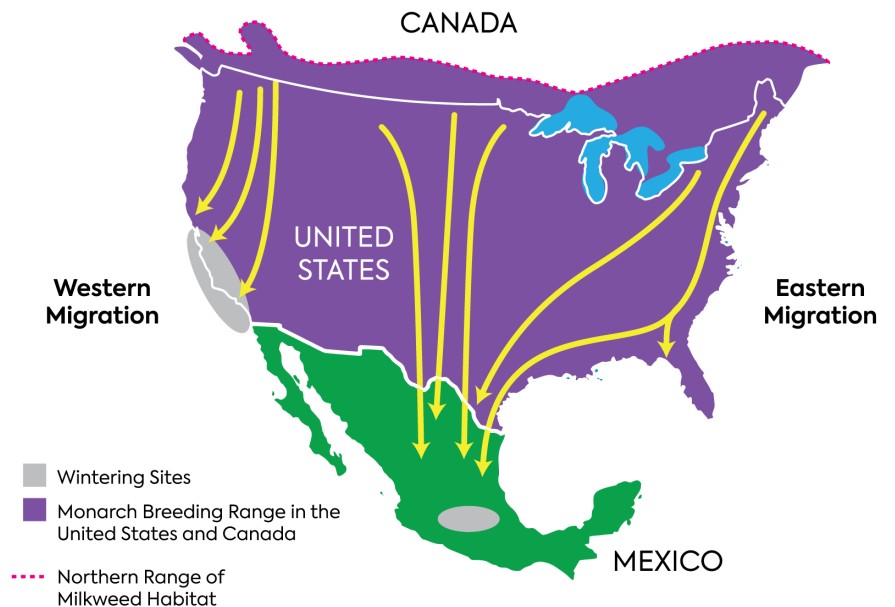 CANADA
UNITED
STATES
Western
Migration
Eastern
Migration
Wintering Sites
Monarch Breeding Range in the
United States and Canada
MEXICO
Northern Range of
Milkweed Habitat